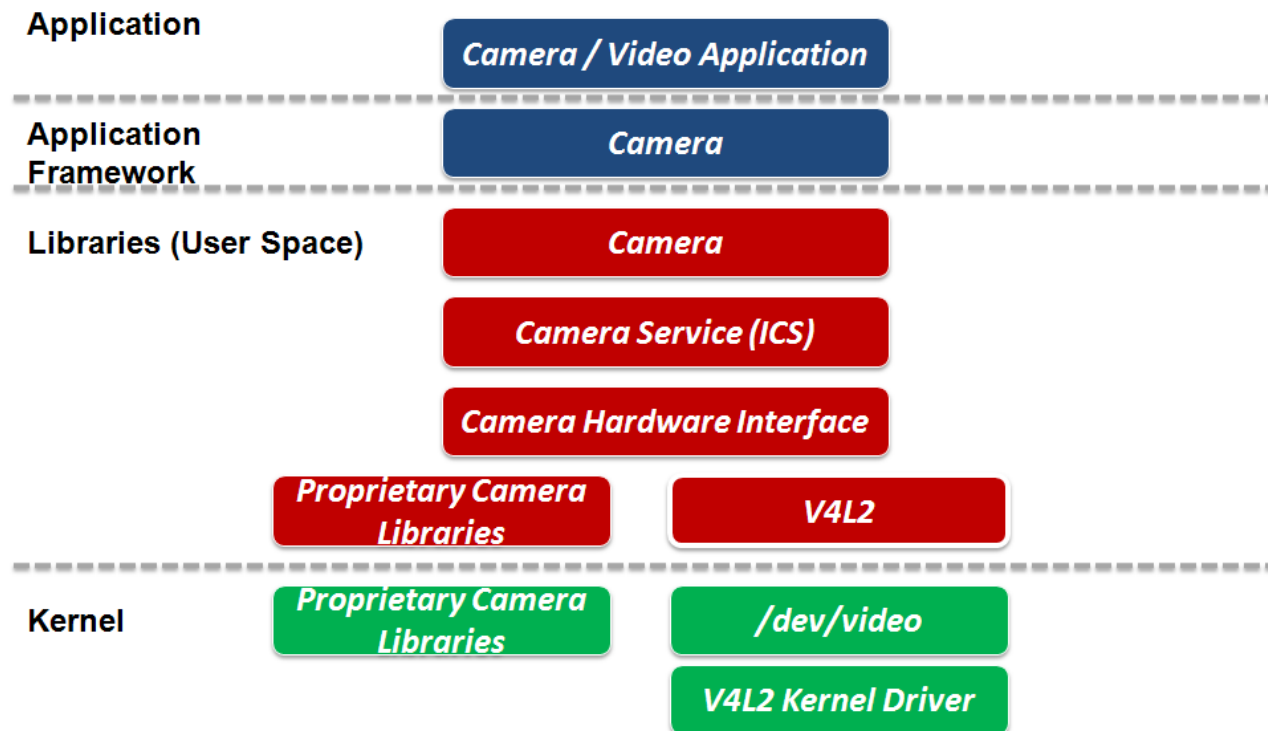 Application
Camera / Video Application
Application
Framework
Camera
Libraries (User Space)
Camera
Camera Service (ICS)
Camera Hardware Interface
Proprietary Camera
Libraries
V4L2
Kernel
Proprietary Camera
Libraries
/dev/video
V4L2 Kernel Driver